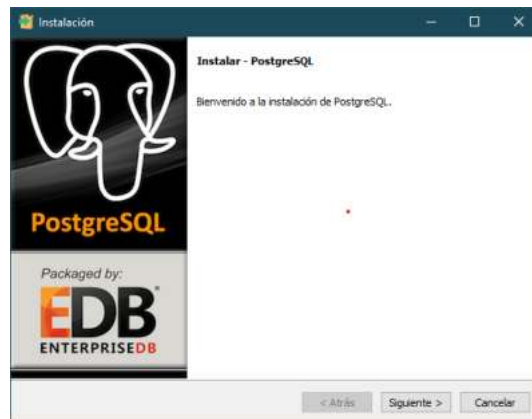 Instalación
Instalar - PostgreSQL
Bienvenido a la instalación de PostgreSQL.
PostgreSQL
Packaged by:
EDB
ENTERPRISEDB
< Atrás
Siguiente >
Cancelar